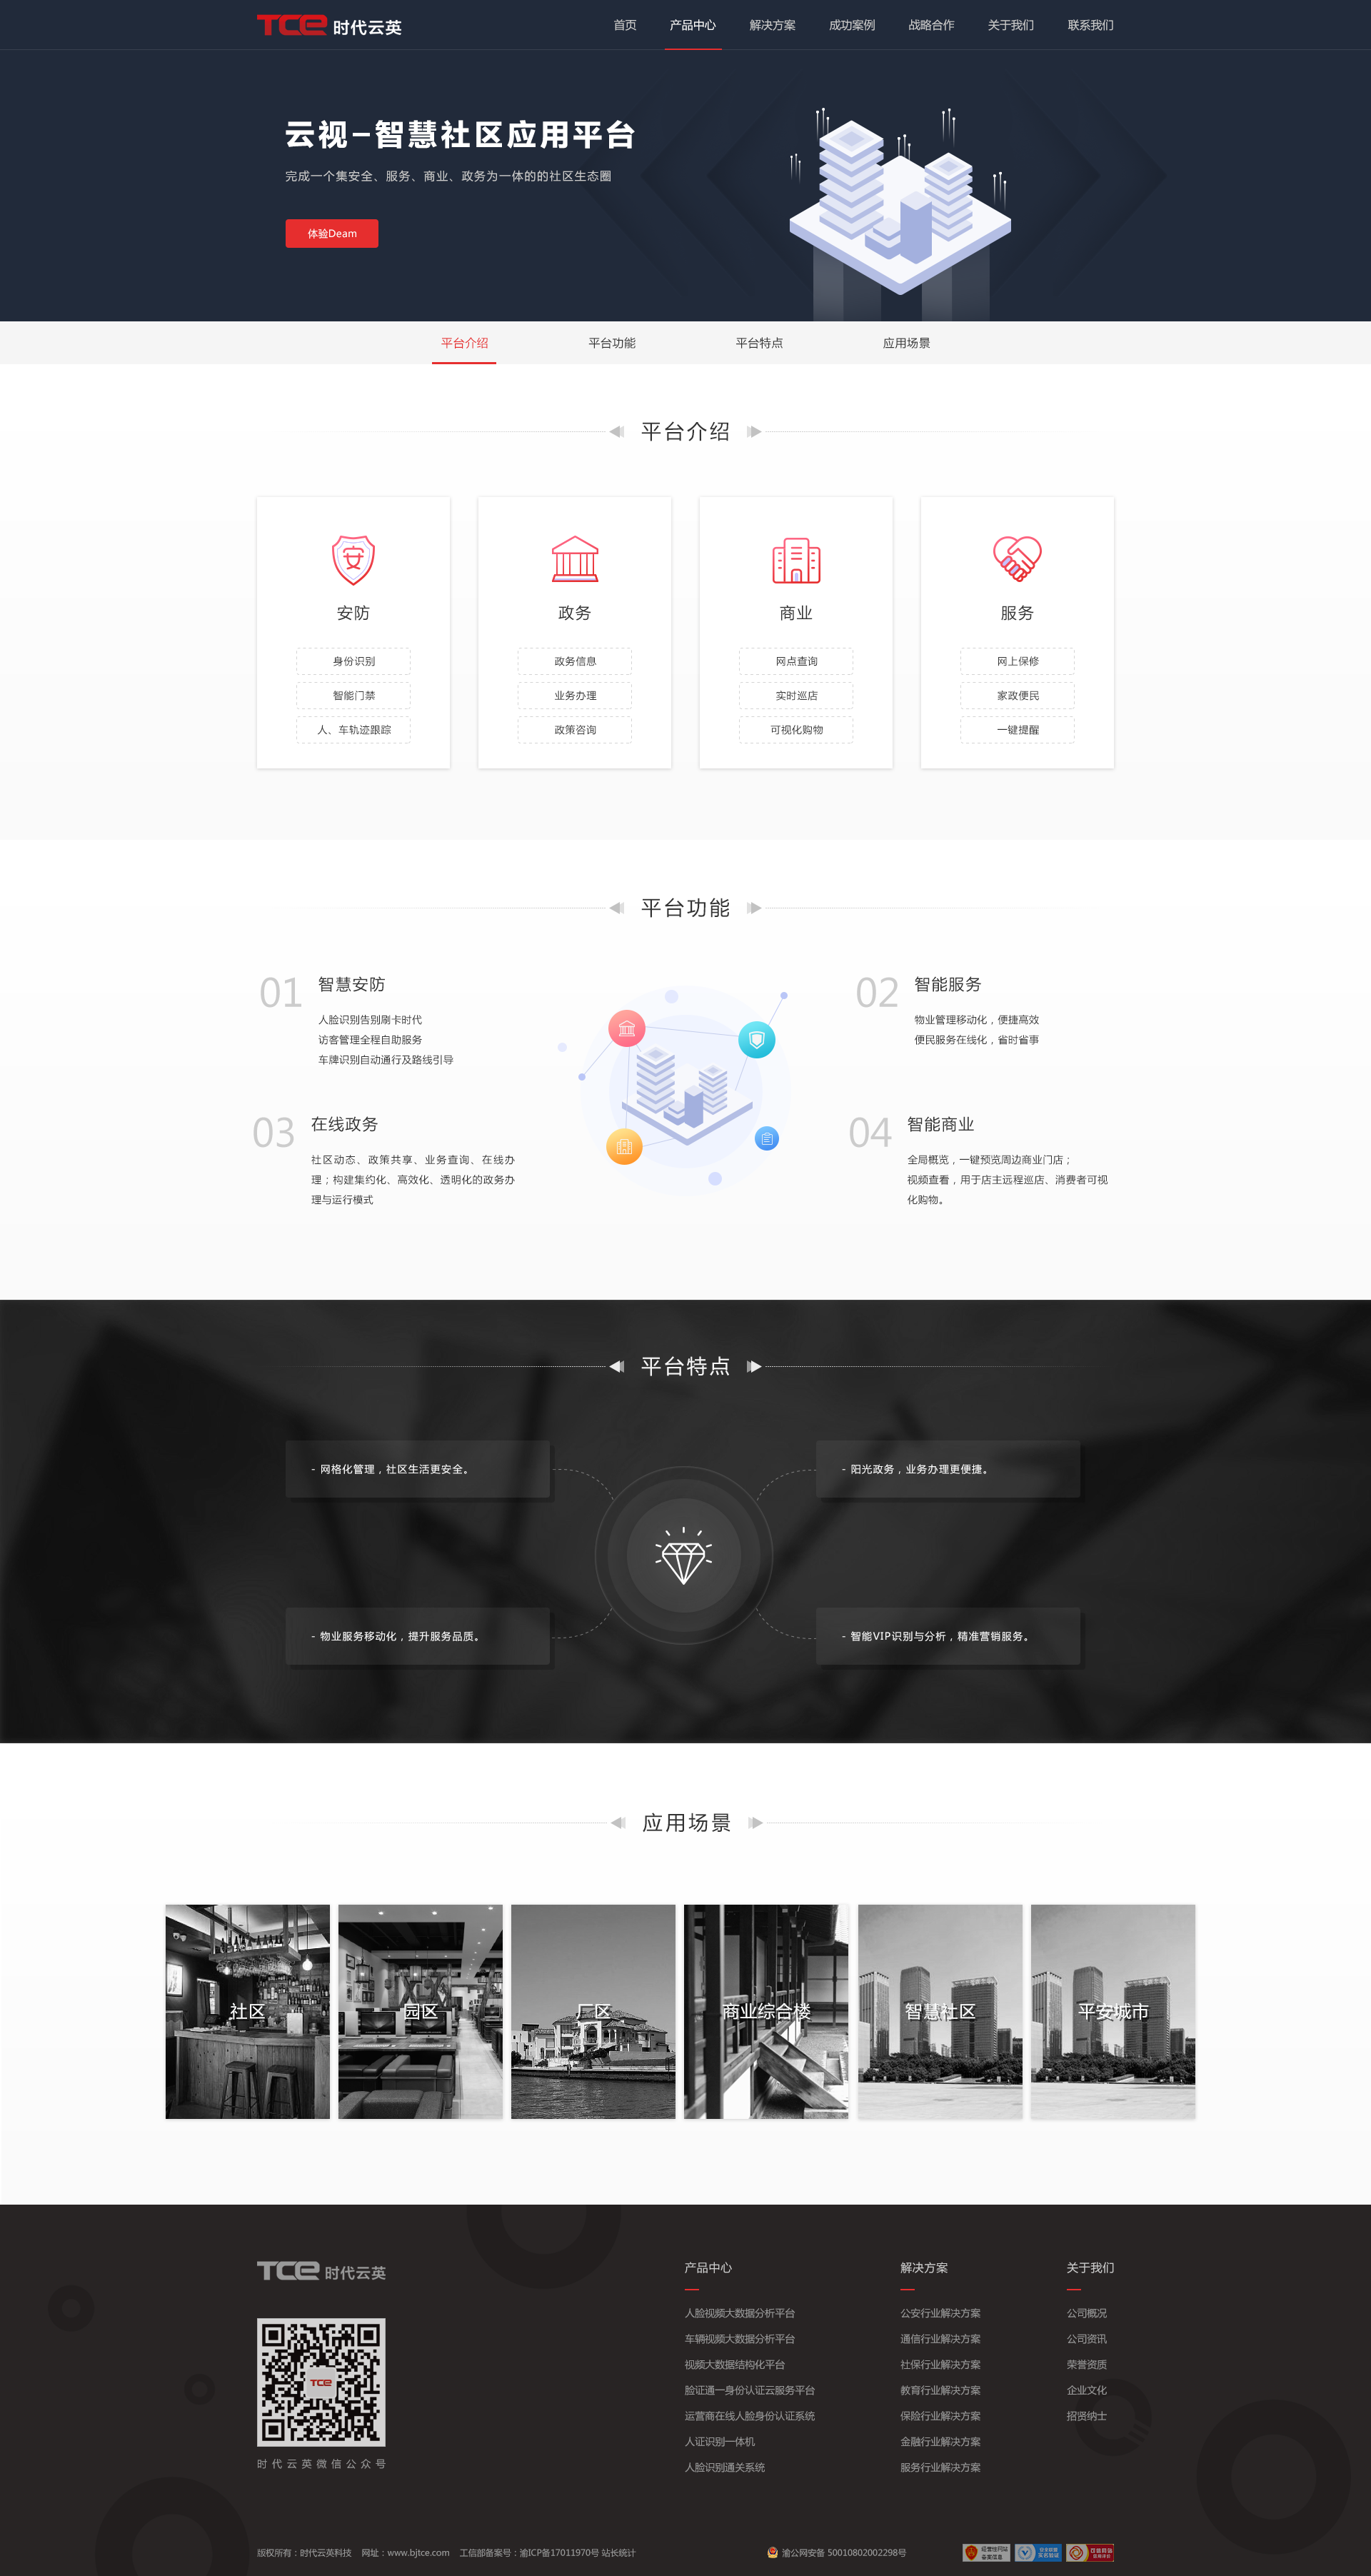 TCE 时代云英
首页 产品中心 解决方案 成功案例 战略合作 关于我们 联系我们
云视—智慧社区应用平台
完成一个集安全、服务、商业、政务为一体的的社区生态圈
体验Deam
平台介绍 平台功能 平台特点 应用场景
平台介绍
安
安防
身份识别
智能门禁
人、车轨迹跟踪
政务
政务信息
业务办理
政策咨询
商业
网点查询
实时巡店
可视化购物
服务
网上保修
家政便民
一键提醒
平台功能
01 智慧安防
人脸识别告别刷卡时代
访客管理全程自助服务
车牌识别自动通行及路线引导
02 智能服务
物业管理移动化，便捷高效
便民服务在线化，省时省事
03 在线政务
社区动态、政策共享、业务查询、在线办
理；构建集约化、高效化、透明化的政务办
理与运行模式
04 智能商业
全局概览，一键预览周边商业门店；
视频查看，用于店主远程巡店、消费者可视
化购物。
平台特点
- 网格化管理，社区生活更安全。
- 阳光政务，业务办理更便捷。
- 物业服务移动化，提升服务品质。
- 智能VIP识别与分析，精准营销服务。
应用场景
社区
园区
厂区
商业综合楼
智慧社区
平安城市
TCE 时代云英
TCE
时代云英微信公众号
产品中心
人脸视频大数据分析平台
车辆视频大数据分析平台
视频大数据结构化平台
脸证通—身份认证云服务平台
运营商在线人脸身份认证系统
人证识别一体机
人脸识别通关系统
解决方案
公安行业解决方案
通信行业解决方案
社保行业解决方案
教育行业解决方案
保险行业解决方案
金融行业解决方案
服务行业解决方案
关于我们
公司概况
公司资讯
荣誉资质
企业文化
招贤纳士
版权所有：时代云英科技 网址：www.bjtce.com 工信部备案号：渝ICP备17011970号 站长统计
渝公网安备 50010802002298号
经营性网站
备案信息